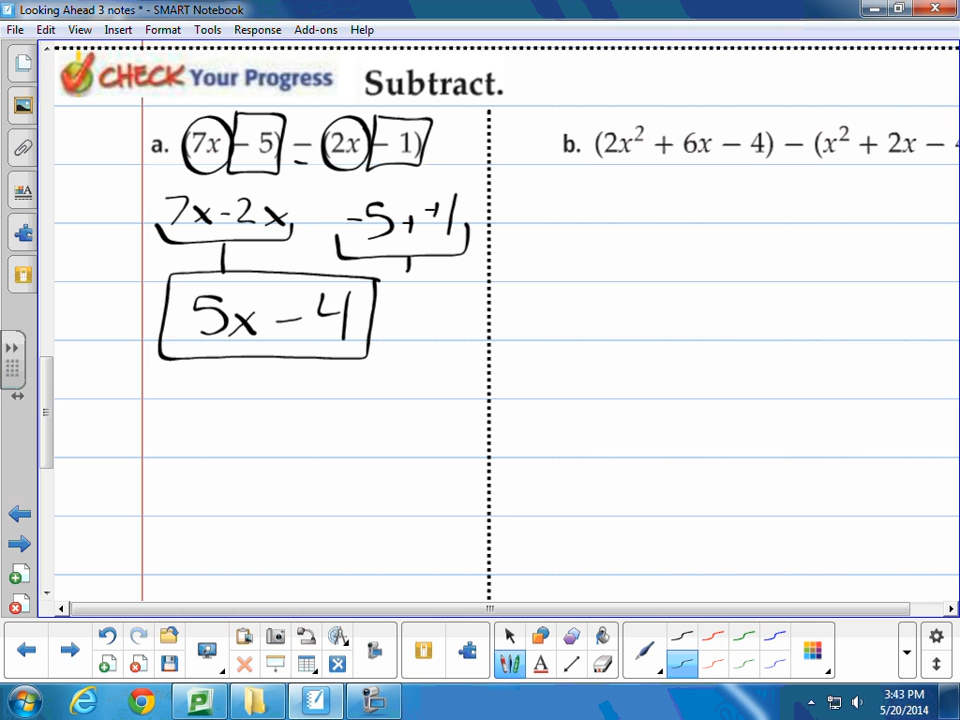 Looking Ahead 3 notes * - SMART Notebook
File Edit View Insert Format Tools Response Add-ons Help
CHECK Your Progress Subtract.
a. (7x - 5) - (2x - 1)
b. (2x² + 6x - 4) - (x² + 2x -
7x - 2x -5 + +1
5x - 4
3:43 PM
5/20/2014